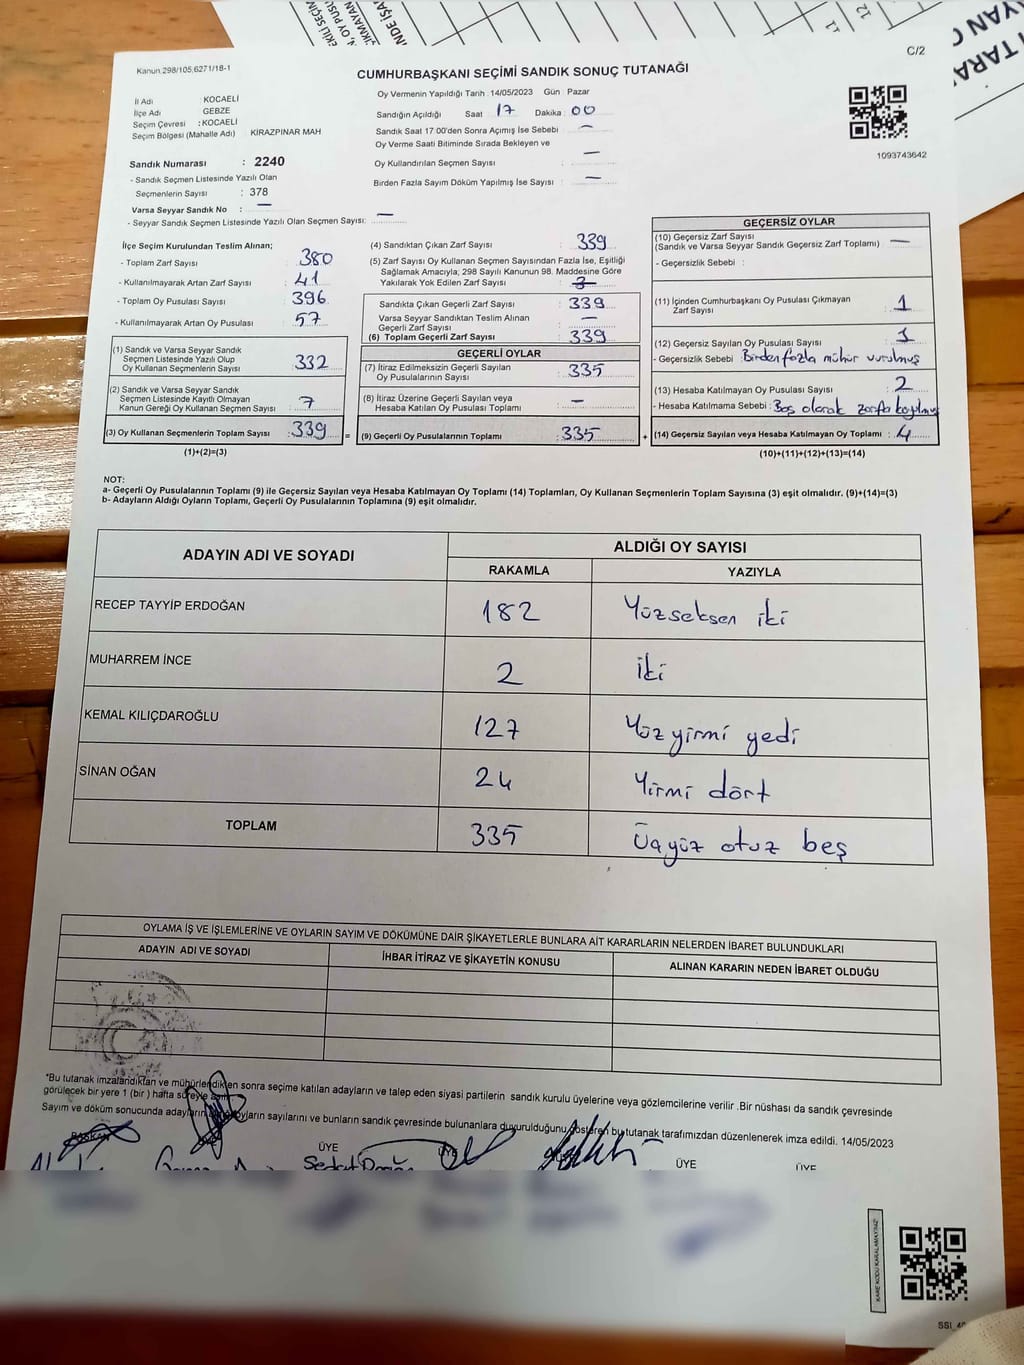 EKİLİ SEÇİM
N, OY PUSU
IKMAYAN
NDE İŞA
12
11
TARA
YAN O
C/2
Kanun:298/105;6271/18-1
CUMHURBAŞKANI SEÇİMİ SANDIK SONUÇ TUTANAĞI
İl Adı : KOCAELİ
İlçe Adı : GEBZE
Seçim Çevresi : KOCAELİ
Seçim Bölgesi (Mahalle Adı) : KİRAZPINAR MAH
Oy Vermenin Yapıldığı Tarih : 14/05/2023 Gün : Pazar
Sandığın Açıldığı Saat : 17 Dakika : 00
Sandık Saat 17:00'den Sonra Açımış İse Sebebi : —
Oy Verme Saati Bitiminde Sırada Bekleyen ve
Oy Kullandırılan Seçmen Sayısı : —
Birden Fazla Sayım Döküm Yapılmış İse Sayısı : —
1093743642
Sandık Numarası : 2240
- Sandık Seçmen Listesinde Yazılı Olan
Seçmenlerin Sayısı : 378
Varsa Seyyar Sandık No : —
- Seyyar Sandık Seçmen Listesinde Yazılı Olan Seçmen Sayısı: —
İlçe Seçim Kurulundan Teslim Alınan;
- Toplam Zarf Sayısı : 380
- Kullanılmayarak Artan Zarf Sayısı : 41
- Toplam Oy Pusulası Sayısı : 396
- Kullanılmayarak Artan Oy Pusulası : 57
(1) Sandık ve Varsa Seyyar Sandık
Seçmen Listesinde Yazılı Olup
Oy Kullanan Seçmenlerin Sayısı : 332
(2) Sandık ve Varsa Seyyar Sandık
Seçmen Listesinde Kayıtlı Olmayan
Kanun Gereği Oy Kullanan Seçmen Sayısı : 7
(3) Oy Kullanan Seçmenlerin Toplam Sayısı : 339
(1)+(2)=(3)
(4) Sandıktan Çıkan Zarf Sayısı : 339
(5) Zarf Sayısı Oy Kullanan Seçmen Sayısından Fazla İse, Eşitliği
Sağlamak Amacıyla; 298 Sayılı Kanunun 98. Maddesine Göre
Yakılarak Yok Edilen Zarf Sayısı :
Sandıkta Çıkan Geçerli Zarf Sayısı : 339
Varsa Seyyar Sandıktan Teslim Alınan
Geçerli Zarf Sayısı : —
(6) Toplam Geçerli Zarf Sayısı : 339
GEÇERLİ OYLAR
(7) İtiraz Edilmeksizin Geçerli Sayılan
Oy Pusulalarının Sayısı : 335
(8) İtiraz Üzerine Geçerli Sayılan veya
Hesaba Katılan Oy Pusulası Toplamı : —
= (9) Geçerli Oy Pusulalarının Toplamı : 335 +
GEÇERSİZ OYLAR
(10) Geçersiz Zarf Sayısı
(Sandık ve Varsa Seyyar Sandık Geçersiz Zarf Toplamı) : —
- Geçersizlik Sebebi :
(11) İçinden Cumhurbaşkanı Oy Pusulası Çıkmayan
Zarf Sayısı : 1
(12) Geçersiz Sayılan Oy Pusulası Sayısı : 1
- Geçersizlik Sebebi : Birden fazla mühür vurulmuş
(13) Hesaba Katılmayan Oy Pusulası Sayısı : 2
- Hesaba Katılmama Sebebi : Boş olarak zarfa koyulmuş
(14) Geçersiz Sayılan veya Hesaba Katılmayan Oy Toplamı : 4
(10)+(11)+(12)+(13)=(14)
NOT:
a- Geçerli Oy Pusulalarının Toplamı (9) ile Geçersiz Sayılan veya Hesaba Katılmayan Oy Toplamı (14) Toplamları, Oy Kullanan Seçmenlerin Toplam Sayısına (3) eşit olmalıdır. (9)+(14)=(3)
b- Adayların Aldığı Oyların Toplamı, Geçerli Oy Pusulalarının Toplamına (9) eşit olmalıdır.
ADAYIN ADI VE SOYADI
ALDIĞI OY SAYISI
RAKAMLA YAZIYLA
RECEP TAYYİP ERDOĞAN 182 Yüzseksen iki
MUHARREM İNCE 2 iki
KEMAL KILIÇDAROĞLU 127 Yüz yirmi yedi
SİNAN OĞAN 24 Yirmi dört
TOPLAM 335 Üçyüz otuz beş
OYLAMA İŞ VE İŞLEMLERİNE VE OYLARIN SAYIM VE DÖKÜMÜNE DAİR ŞİKAYETLERLE BUNLARA AİT KARARLARIN NELERDEN İBARET BULUNDUKLARI
ADAYIN ADI VE SOYADI İHBAR İTİRAZ VE ŞİKAYETİN KONUSU ALINAN KARARIN NEDEN İBARET OLDUĞU
*Bu tutanak imzalandıktan ve mühürlendikten sonra seçime katılan adayların ve talep eden siyasi partilerin sandık kurulu üyelerine veya gözlemcilerine verilir .Bir nüshası da sandık çevresinde
görülecek bir yere 1 (bir ) hafta süreyle asılır.
Sayım ve döküm sonucunda adayların oyların sayılarını ve bunların sandık çevresinde bulunanlara duyurulduğunu gösteren bu tutanak tarafımızdan düzenlenerek imza edildi. 14/05/2023
BAŞKAN ÜYE ÜYE ÜYE ÜYE
Sedat
KARE KODU KARALAMAYINIZ!